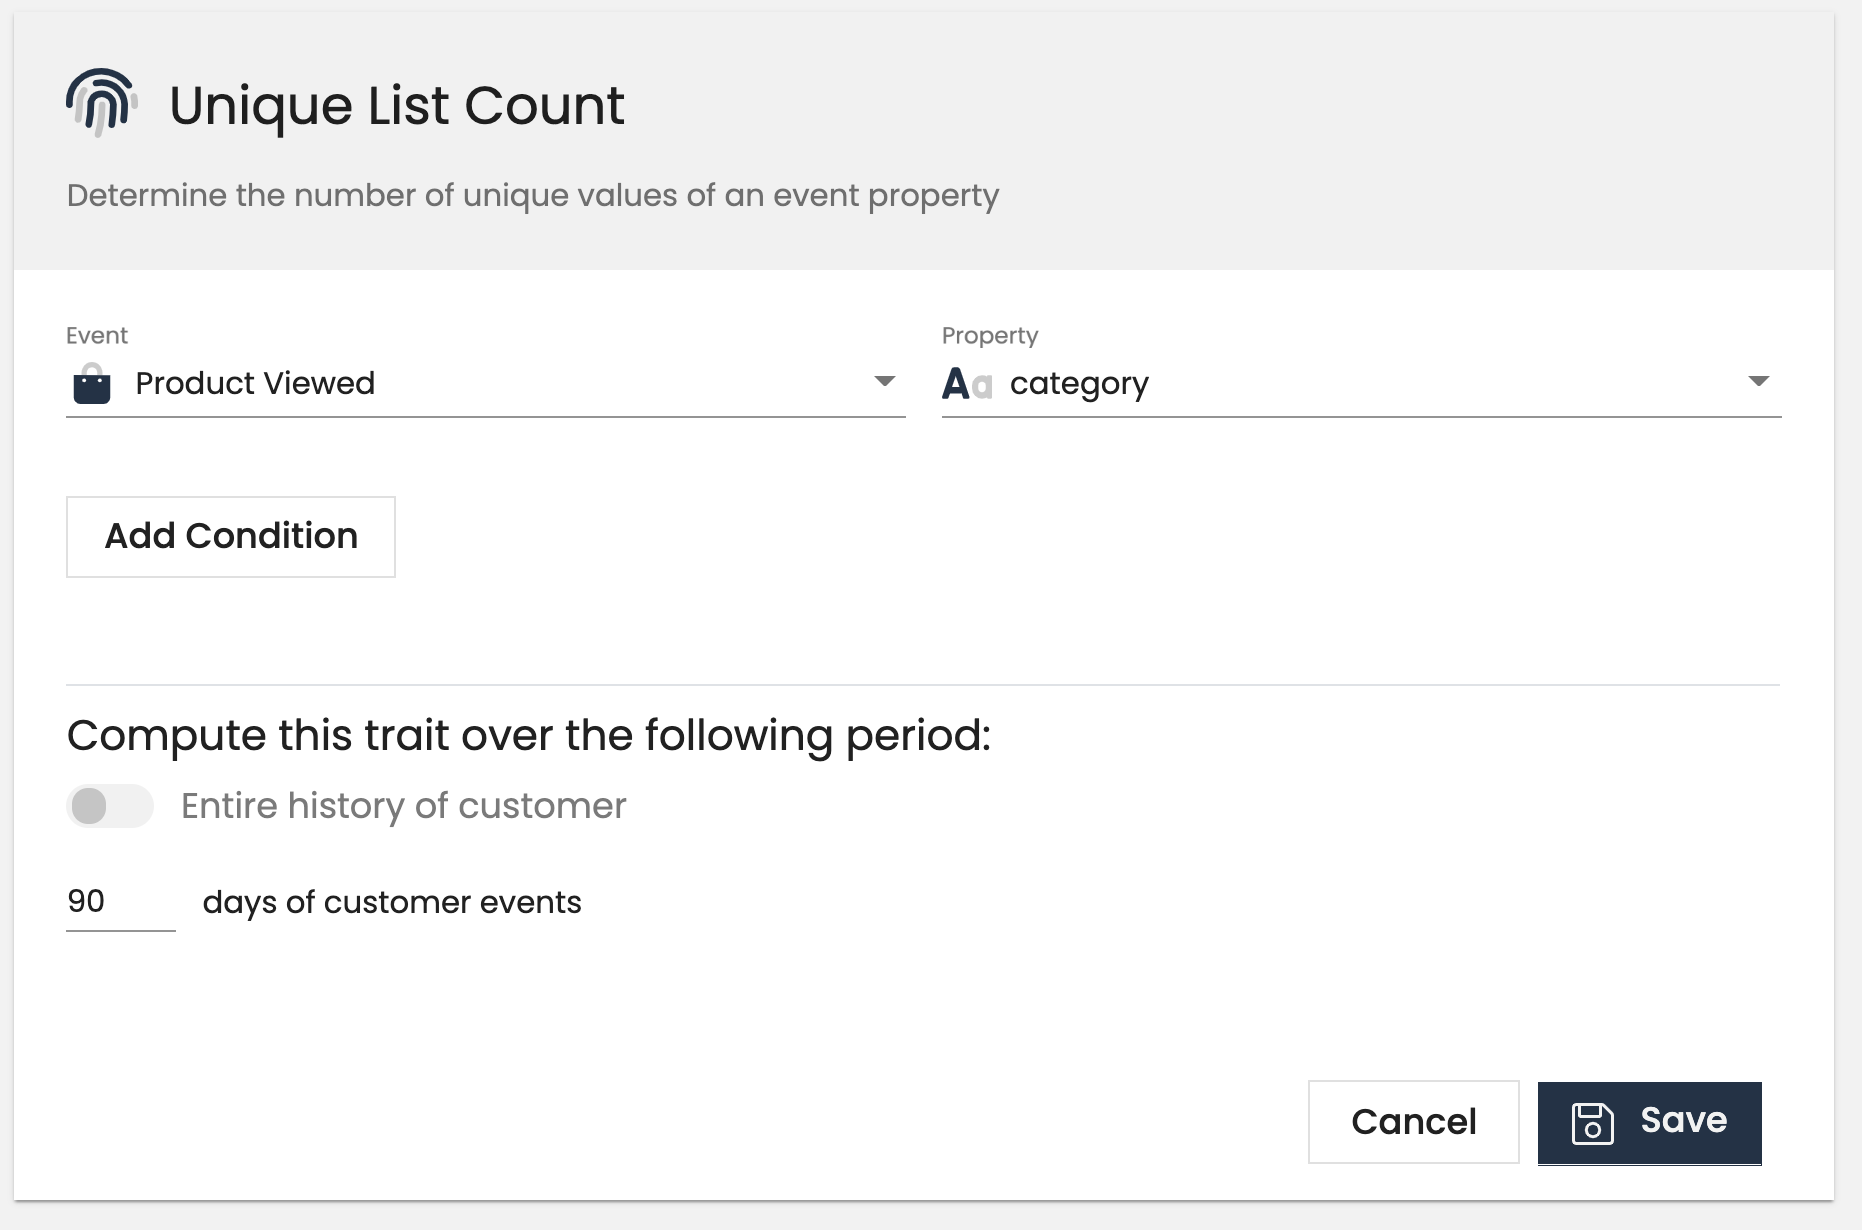 Unique List Count
Determine the number of unique values of an event property
Event
Property
Product Viewed
Aa category
Add Condition
Compute this trait over the following period:
Entire history of customer
90 days of customer events
Cancel
Save